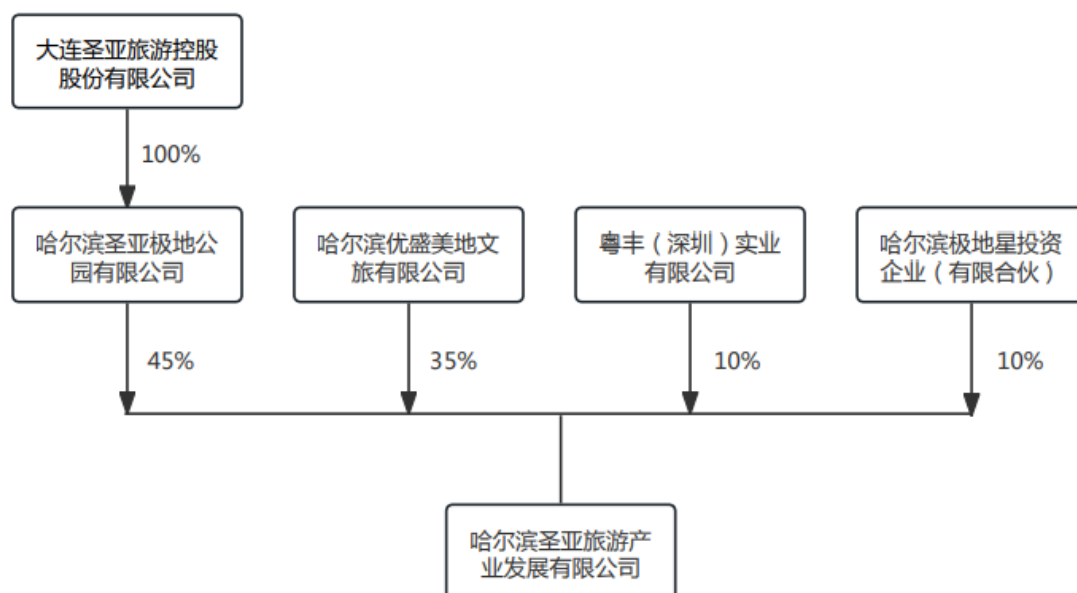 大连圣亚旅游控股
股份有限公司
100%
哈尔滨圣亚极地公
园有限公司
哈尔滨优盛美地文
旅有限公司
粤丰（深圳）实业
有限公司
哈尔滨极地星投资
企业（有限合伙）
45%
35%
10%
10%
哈尔滨圣亚旅游产
业发展有限公司